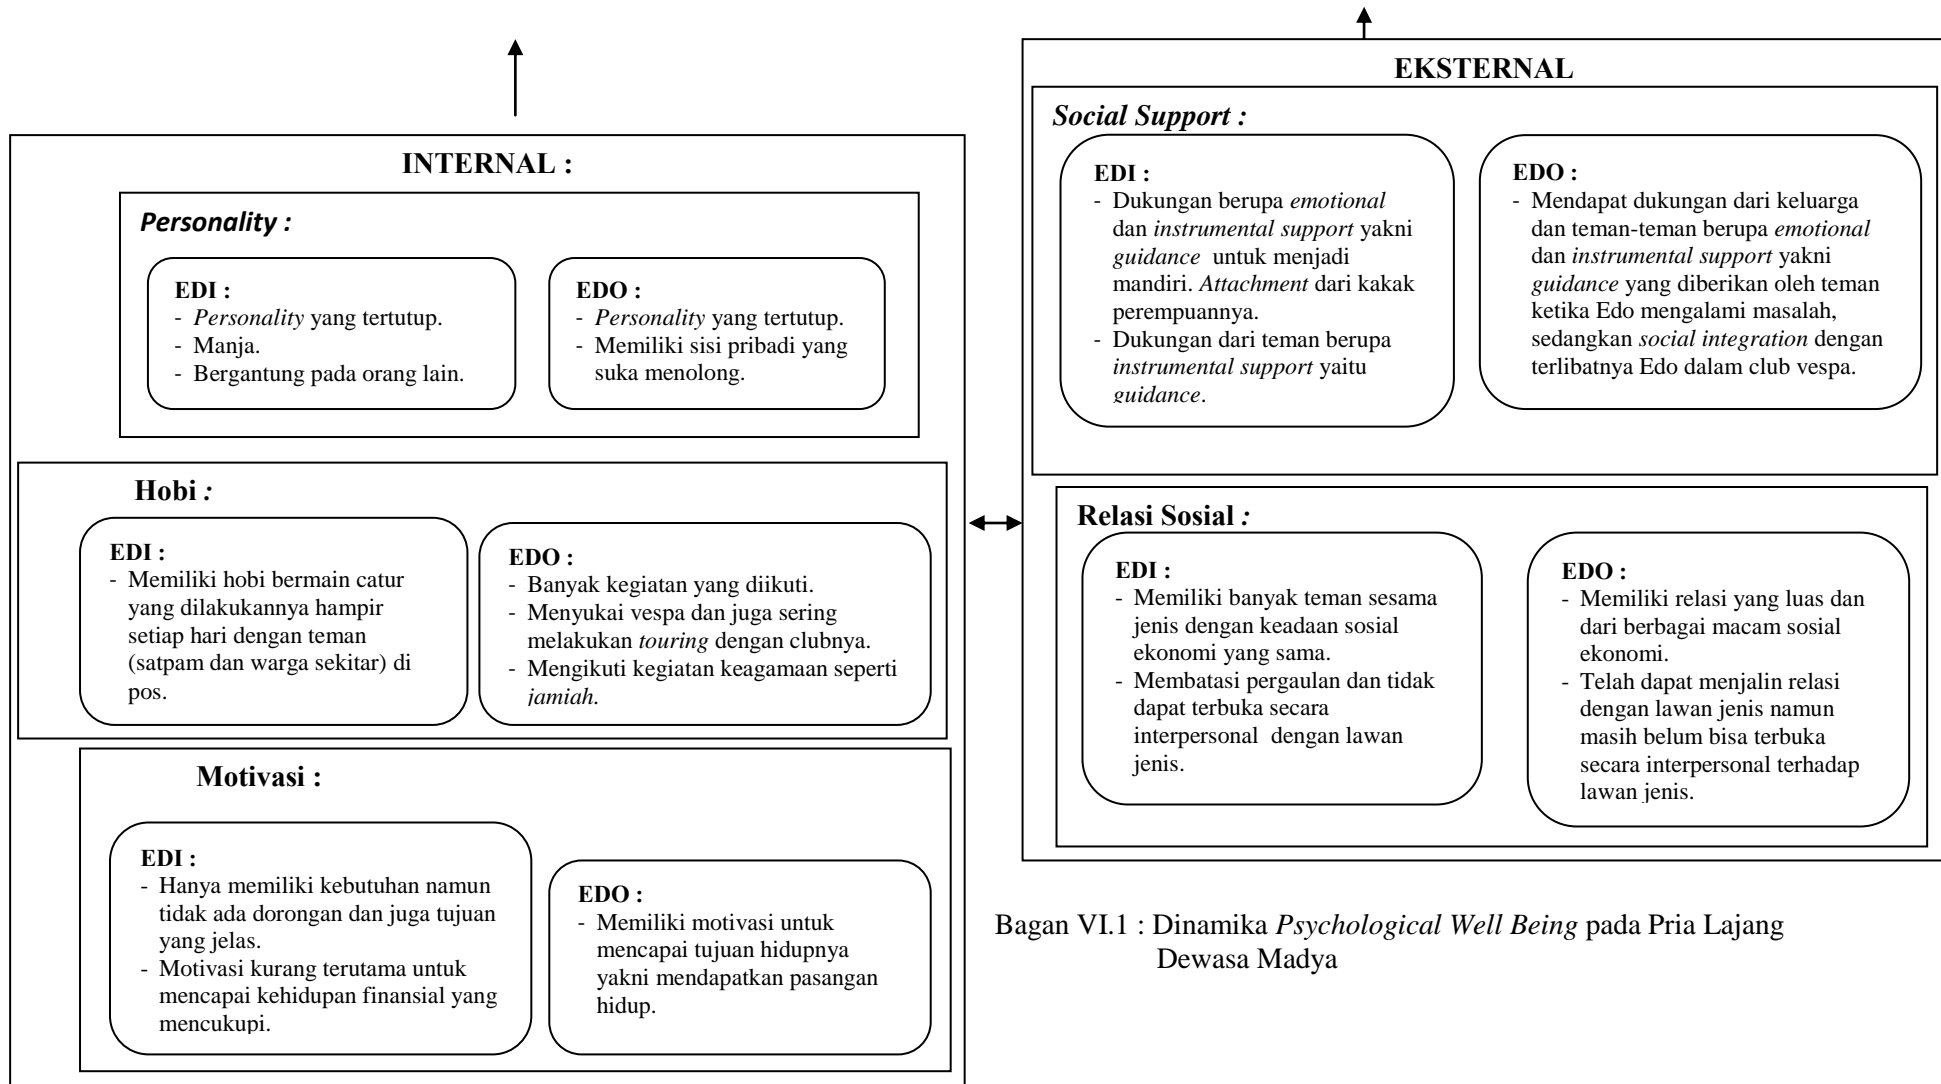 INTERNAL :
Personality :
EDI :
- Personality yang tertutup.
- Manja.
- Bergantung pada orang lain.
EDO :
- Personality yang tertutup.
- Memiliki sisi pribadi yang
suka menolong.
Hobi :
EDI :
- Memiliki hobi bermain catur
yang dilakukannya hampir
setiap hari dengan teman
(satpam dan warga sekitar) di
pos.
EDO :
- Banyak kegiatan yang diikuti.
- Menyukai vespa dan juga sering
melakukan touring dengan clubnya.
- Mengikuti kegiatan keagamaan seperti
jamiah.
Motivasi :
EDI :
- Hanya memiliki kebutuhan namun
tidak ada dorongan dan juga tujuan
yang jelas.
- Motivasi kurang terutama untuk
mencapai kehidupan finansial yang
mencukupi.
EDO :
- Memiliki motivasi untuk
mencapai tujuan hidupnya
yakni mendapatkan pasangan
hidup.
EKSTERNAL
Social Support :
EDI :
- Dukungan berupa emotional
dan instrumental support yakni
guidance untuk menjadi
mandiri. Attachment dari kakak
perempuannya.
- Dukungan dari teman berupa
instrumental support yaitu
guidance.
EDO :
- Mendapat dukungan dari keluarga
dan teman-teman berupa emotional
dan instrumental support yakni
guidance yang diberikan oleh teman
ketika Edo mengalami masalah,
sedangkan social integration dengan
terlibatnya Edo dalam club vespa.
Relasi Sosial :
EDI :
- Memiliki banyak teman sesama
jenis dengan keadaan sosial
ekonomi yang sama.
- Membatasi pergaulan dan tidak
dapat terbuka secara
interpersonal dengan lawan
jenis.
EDO :
- Memiliki relasi yang luas dan
dari berbagai macam sosial
ekonomi.
- Telah dapat menjalin relasi
dengan lawan jenis namun
masih belum bisa terbuka
secara interpersonal terhadap
lawan jenis.
Bagan VI.1 : Dinamika Psychological Well Being pada Pria Lajang
Dewasa Madya